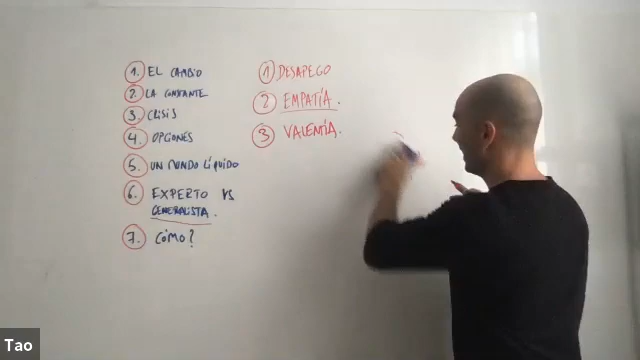 1. EL CAMBIO
2. LA CONSTANTE
3. CRISIS
4. OPCIONES
5. UN MUNDO LÍQUIDO
6. EXPERTO VS
GENERALISTA.
7. CÓMO?
1 DESAPEGO
2 EMPATÍA.
3 VALENTÍA.
Tao